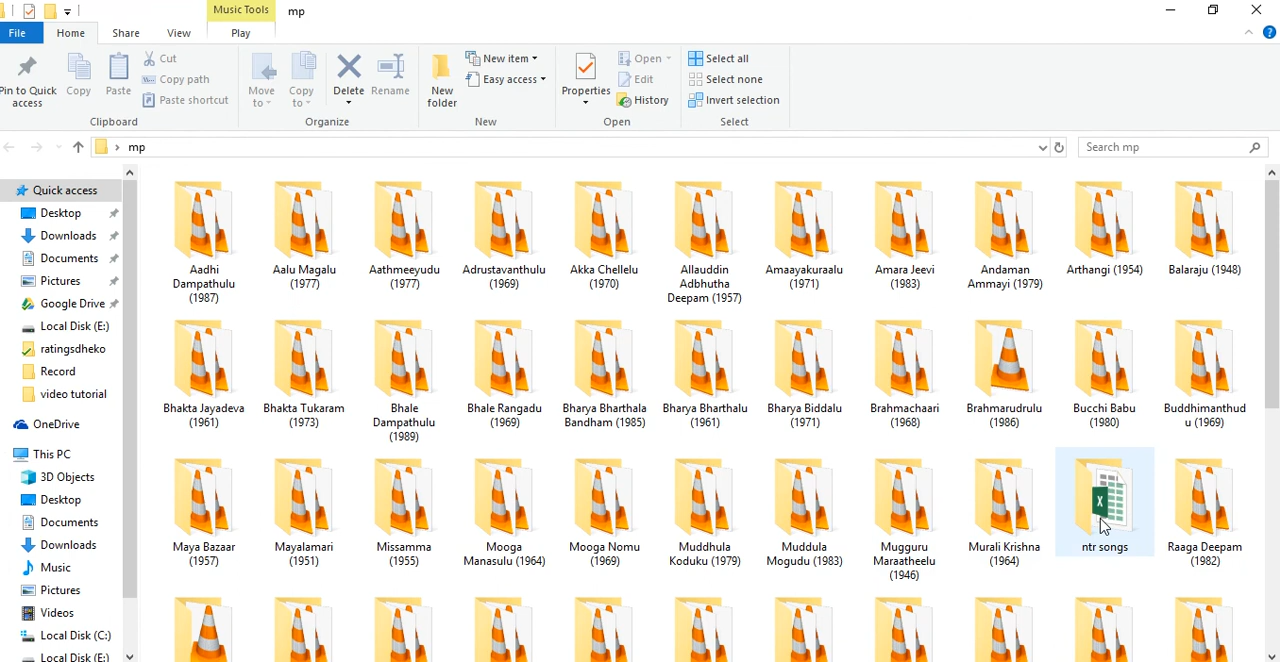 Music Tools
mp
File
Home
Share
View
Play
Pin to Quick
access
Copy
Paste
Cut
Copy path
Paste shortcut
Clipboard
Move
to
Copy
to
Delete
Rename
Organize
New
folder
New item
Easy access
New
Properties
Open
Edit
History
Open
Select all
Select none
Invert selection
Select
mp
Search mp
Quick access
Desktop
Downloads
Documents
Pictures
Google Drive
Local Disk (E:)
ratingsdheko
Record
video tutorial
OneDrive
This PC
3D Objects
Desktop
Documents
Downloads
Music
Pictures
Videos
Local Disk (C:)
Local Disk (E:)
Aadhi
Dampathulu
(1987)
Aalu Magalu
(1977)
Aathmeeyudu
(1977)
Adrustavanthulu
(1969)
Akka Chellelu
(1970)
Allauddin
Adbhutha
Deepam (1957)
Amaayakuraalu
(1971)
Amara Jeevi
(1983)
Andaman
Ammayi (1979)
Arthangi (1954)
Balaraju (1948)
Bhakta Jayadeva
(1961)
Bhakta Tukaram
(1973)
Bhale
Dampathulu
(1989)
Bhale Rangadu
(1969)
Bharya Bharthala
Bandham (1985)
Bharya Bharthalu
(1961)
Bharya Biddalu
(1971)
Brahmachaari
(1968)
Brahmarudrulu
(1986)
Bucchi Babu
(1980)
Buddhimanthud
u (1969)
Maya Bazaar
(1957)
Mayalamari
(1951)
Missamma
(1955)
Mooga
Manasulu (1964)
Mooga Nomu
(1969)
Muddhula
Koduku (1979)
Muddula
Mogudu (1983)
Mugguru
Maraatheelu
(1946)
Murali Krishna
(1964)
ntr songs
Raaga Deepam
(1982)